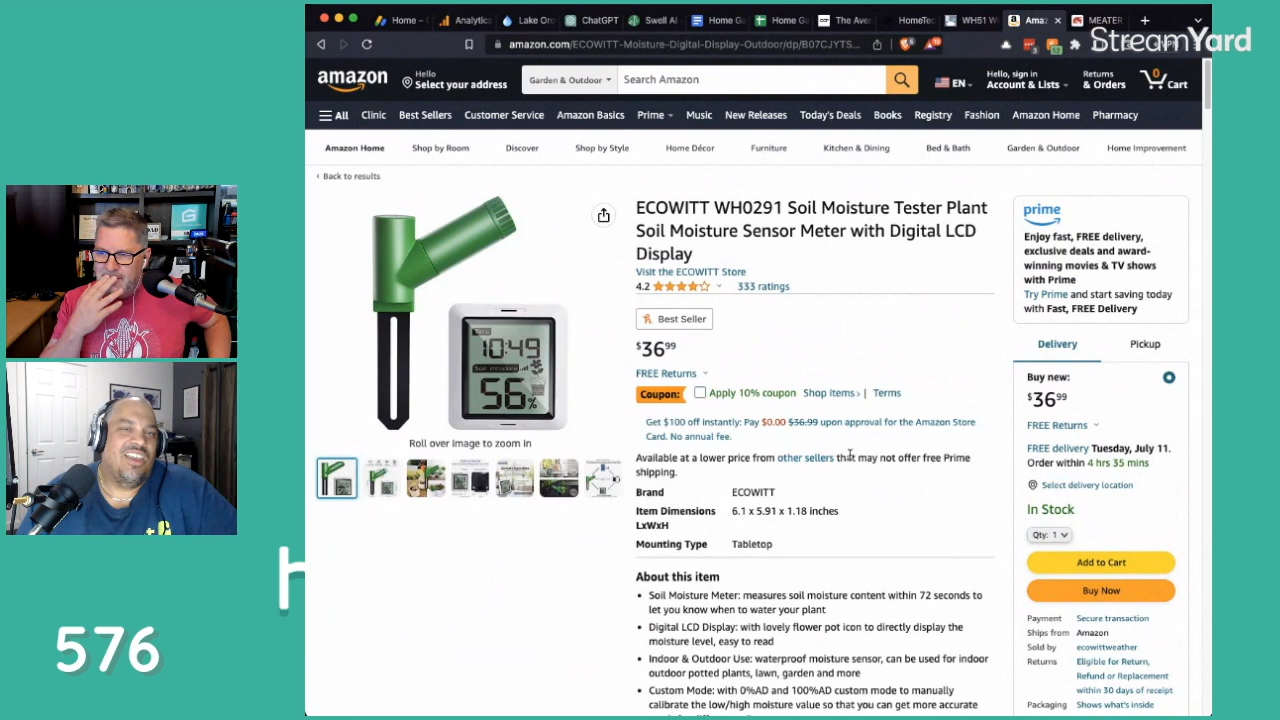 Home – 
Analytics
Lake Oro
ChatGPT
Swell AI
Home Ga
Home Ga
The Aver
HomeTec
WH51 W
Amaz
MEATER
StreamYard
amazon.com/ECOWITT-Moisture-Digital-Display-Outdoor/dp/B07CJYTS...
amazon
Hello
Select your address
Garden & Outdoor
Search Amazon
EN
Hello, sign in
Account & Lists
Returns
& Orders
0
Cart
All
Clinic
Best Sellers
Customer Service
Amazon Basics
Prime
Music
New Releases
Today's Deals
Books
Registry
Fashion
Amazon Home
Pharmacy
Amazon Home
Shop by Room
Discover
Shop by Style
Home Décor
Furniture
Kitchen & Dining
Bed & Bath
Garden & Outdoor
Home Improvement
‹ Back to results
10:49
Soil moisture
56%
Roll over image to zoom in
ECOWITT WH0291 Soil Moisture Tester Plant
Soil Moisture Sensor Meter with Digital LCD
Display
Visit the ECOWITT Store
4.2
333 ratings
Best Seller
$3699
FREE Returns
Coupon:
Apply 10% coupon
Shop Items ›
| Terms
Get $100 off instantly: Pay $0.00 $36.99 upon approval for the Amazon Store
Card. No annual fee.
Available at a lower price from other sellers that may not offer free Prime
shipping.
Brand ECOWITT
Item Dimensions 6.1 x 5.91 x 1.18 inches
LxWxH
Mounting Type Tabletop
About this item
• Soil Moisture Meter: measures soil moisture content within 72 seconds to
let you know when to water your plant
• Digital LCD Display: with lovely flower pot icon to directly display the
moisture level, easy to read
• Indoor & Outdoor Use: waterproof moisture sensor, can be used for indoor
outdoor potted plants, lawn, garden and more
• Custom Mode: with 0%AD and 100%AD custom mode to manually
calibrate the low/high moisture value so that you can get more accurate
prime
Enjoy fast, FREE delivery,
exclusive deals and award-
winning movies & TV shows
with Prime
Try Prime and start saving today
with Fast, FREE Delivery
Delivery
Pickup
Buy new:
$3699
FREE Returns
FREE delivery Tuesday, July 11.
Order within 4 hrs 35 mins
Select delivery location
In Stock
Qty: 1
Add to Cart
Buy Now
Payment Secure transaction
Ships from Amazon
Sold by ecowittweather
Returns Eligible for Return,
Refund or Replacement
within 30 days of receipt
Packaging Shows what's inside
h
576